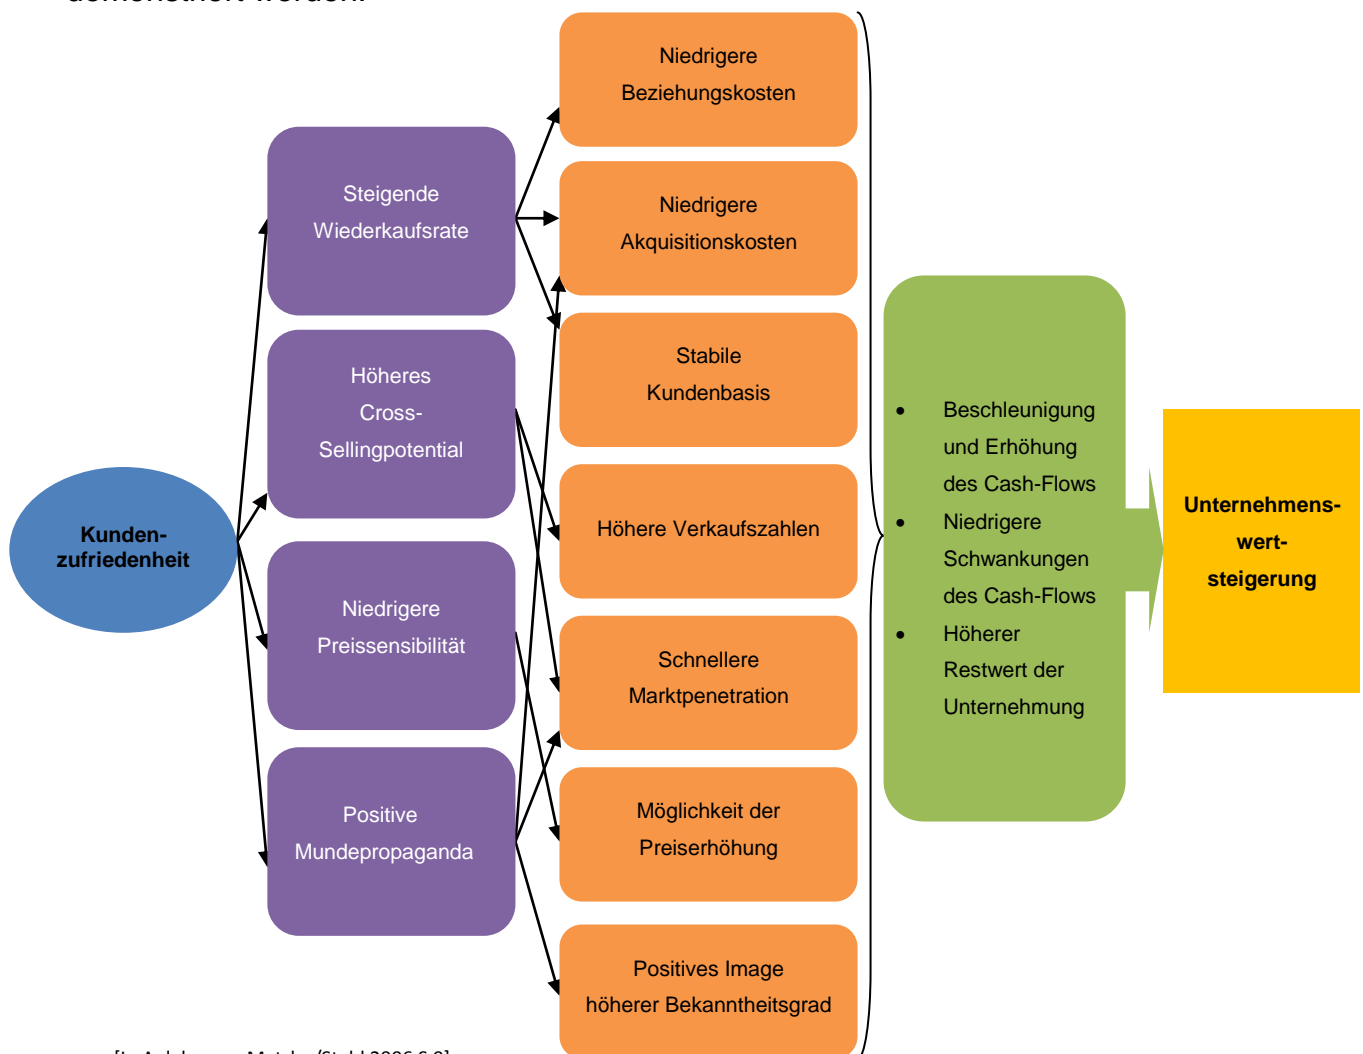 Niedrigere
Beziehungskosten
Steigende
Wiederkaufsrate
Niedrigere
Akquisitionskosten
Höheres
Cross-
Sellingpotential
Stabile
Kundenbasis
Kunden-
zufriedenheit
Höhere Verkaufszahlen
Niedrigere
Preissensibilität
Schnellere
Marktpenetration
Positive
Mundepropaganda
Möglichkeit der
Preiserhöhung
Positives Image
höherer Bekanntheitsgrad
• Beschleunigung
und Erhöhung
des Cash-Flows
• Niedrigere
Schwankungen
des Cash-Flows
• Höherer
Restwert der
Unternehmung
Unternehmens-
wert-
steigerung